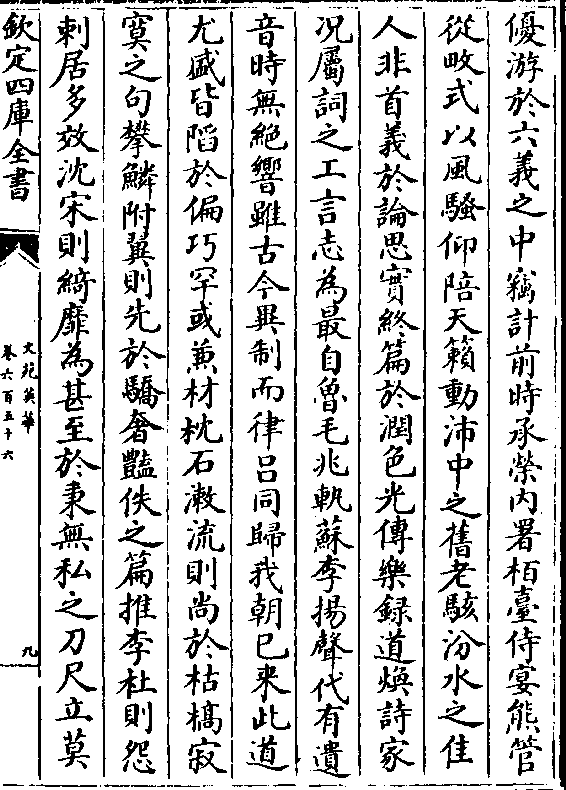 優游於六義之中竊計前時承榮内署栢臺侍宴熊管
從畋式以風騷仰陪天籟動沛中之舊老駭汾水之佳
人非首義於論思實終篇於潤色光傳樂録道煥詩家
况屬詞之工言志為最自魯毛兆軌蘇李揚聲代有遺
音時無絶響雖古今異制而律吕同歸我朝已来此道
尤盛皆䧟於偏巧罕或兼材枕石漱流則尚於枯槁寂
寞之句攀鱗附翼則先於驕奢豔佚之篇推李杜則怨
刺居多效沈宋則綺靡為甚至於秉無私之刀尺立莫
欽定四庫全書
文苑英華
卷六百五十六
九